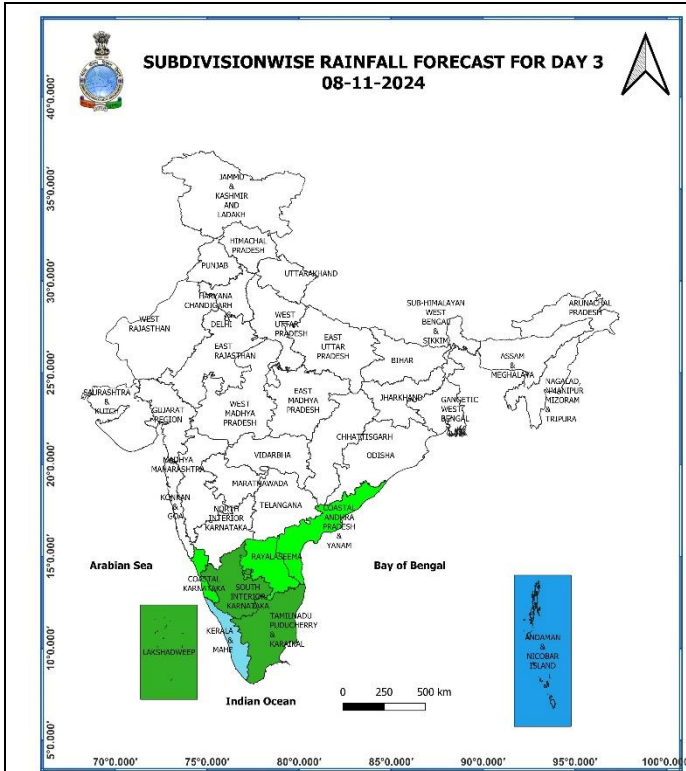 SUBDIVISIONWISE RAINFALL FORECAST FOR DAY 3
08-11-2024
40°0.000'
35°0.000'
30°0.000'
25°0.000'
20°0.000'
15°0.000'
10°0.000'
5°0.000'
JAMMU
&
KASHMIR
AND
LADAKH
HIMACHAL
PRADESH
PUNJAB
UTTARAKHAND
HARYANA
CHANDIGARH
&
DELHI
WEST
RAJASTHAN
WEST
UTTAR
PRADESH
EAST
UTTAR
PRADESH
EAST
RAJASTHAN
SUB-HIMALAYAN
WEST
BENGAL
&
SIKKIM
ARUNACHAL
PRADESH
BIHAR
ASSAM
&
MEGHALAYA
NAGALAD,
MANIPUR
MIZORAM
&
TRIPURA
SAURASHTRA
&
KUTCH
GUJARAT
REGION
WEST
MADHYA
PRADESH
EAST
MADHYA
PRADESH
JHARKHAND
GANGETIC
WEST
BENGAL
CHHATTISGARH
ODISHA
VIDARBHA
MADHYA
MAHARASHTRA
MARATHAWADA
KONKAN
&
GOA
NORTH
INTERIOR
KARNATAKA
TELANGANA
COASTAL
ANDHRA
PRADESH
&
YANAM
RAYALASEEMA
Arabian Sea
Bay of Bengal
COASTAL
KARNATAKA
SOUTH
INTERIOR
KARNATAKA
TAMILNADU
PUDUCHERRY
&
KARAIKAL
KERALA
&
MAHE
LAKSHADWEEP
ANDAMAN
&
NICOBAR
ISLAND
Indian Ocean
0 250 500 km
70°0.000' 75°0.000' 80°0.000' 85°0.000' 90°0.000' 95°0.000' 100°0.000'